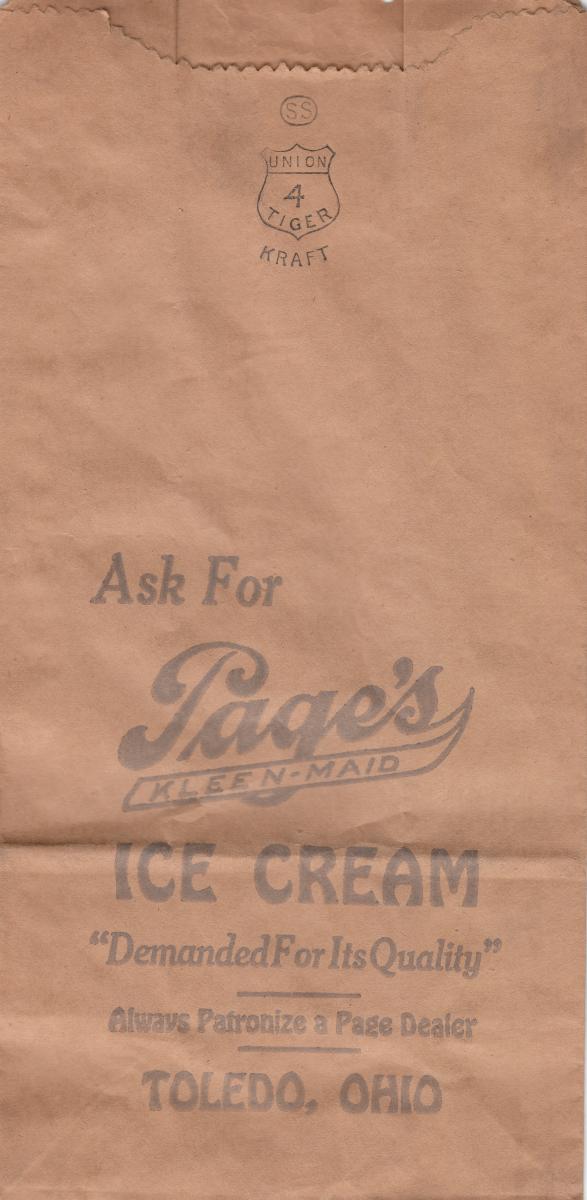 SS
UNION
4
TIGER
KRAFT
Ask For
Page's
KLEEN-MAID
ICE CREAM
“Demanded For Its Quality”
Always Patronize a Page Dealer
TOLEDO, OHIO